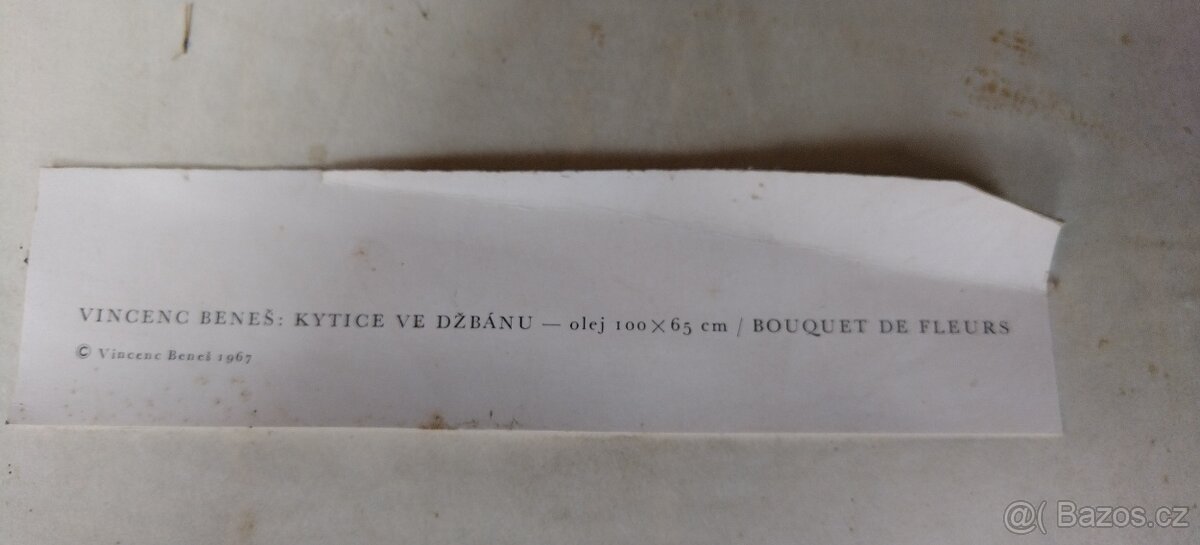 VINCENC BENEŠ: KYTICE VE DŽBÁNU — olej 100×65 cm / BOUQUET DE FLEURS
© Vincenc Beneš 1967
@( Bazos.cz